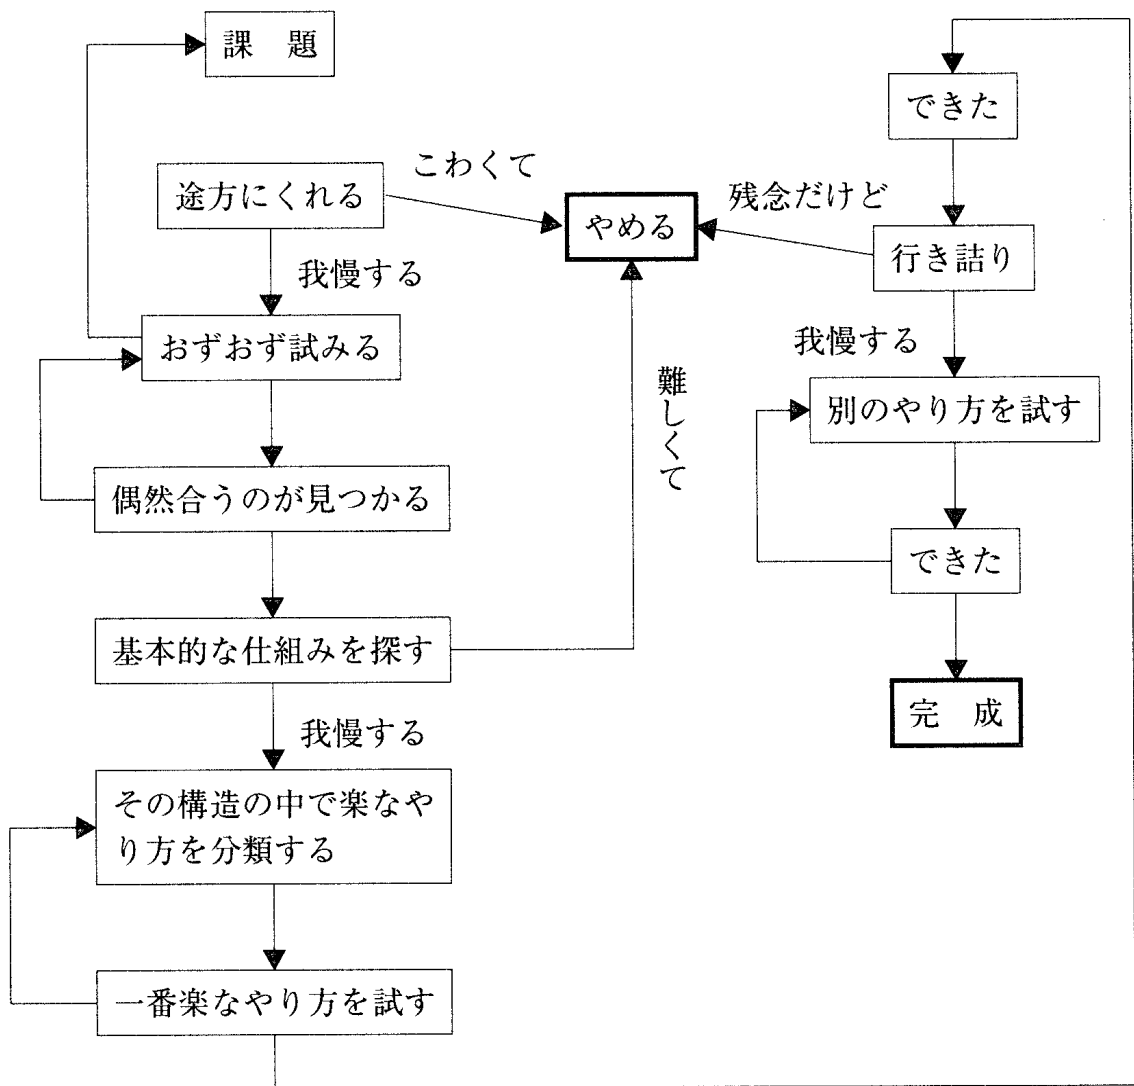 課　題
途方にくれる
こわくて
やめる
我慢する
おずおず試みる
偶然合うのが見つかる
基本的な仕組みを探す
難しくて
我慢する
その構造の中で楽なや
り方を分類する
一番楽なやり方を試す
できた
残念だけど
行き詰り
我慢する
別のやり方を試す
できた
完　成